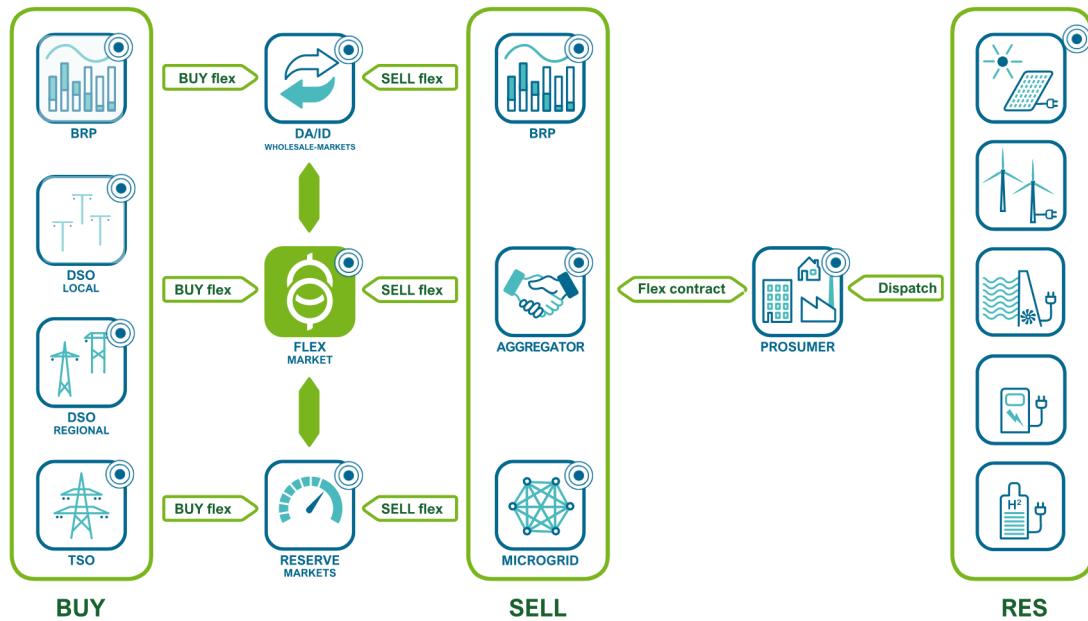 BRP
BUY flex
DA/ID
WHOLESALE-MARKETS
SELL flex
BRP
DSO
LOCAL
BUY flex
FLEX
MARKET
SELL flex
AGGREGATOR
Flex contract
PROSUMER
Dispatch
DSO
REGIONAL
TSO
BUY flex
RESERVE
MARKETS
SELL flex
MICROGRID
H²
BUY
SELL
RES